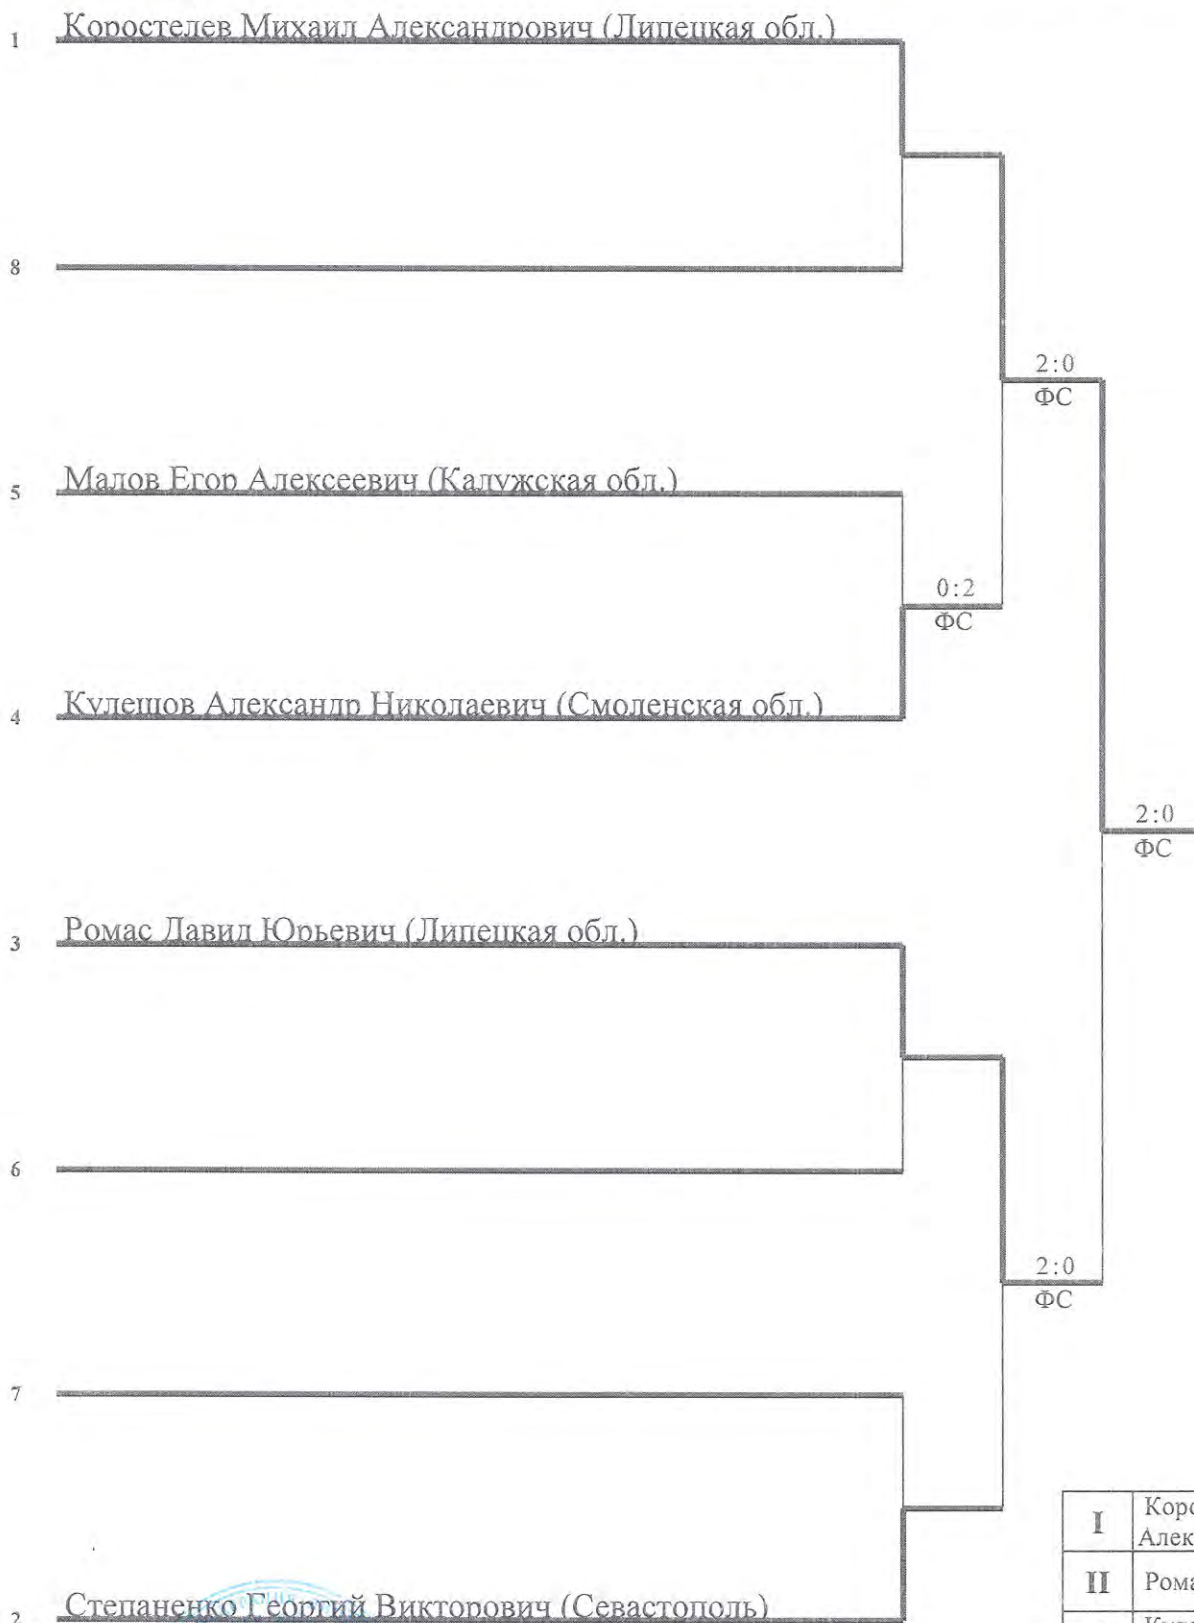 1 Коростелев Михаил Александрович (Липецкая обл.)
8
2:0
ФС
5 Малов Егор Алексеевич (Калужская обл.)
0:2
ФС
4 Кулешов Александр Николаевич (Смоленская обл.)
2:0
ФС
3 Ромас Давид Юрьевич (Липецкая обл.)
6
2:0
ФС
7
I Коро
Алек
II Рома
2 Степаненко Георгий Викторович (Севастополь)